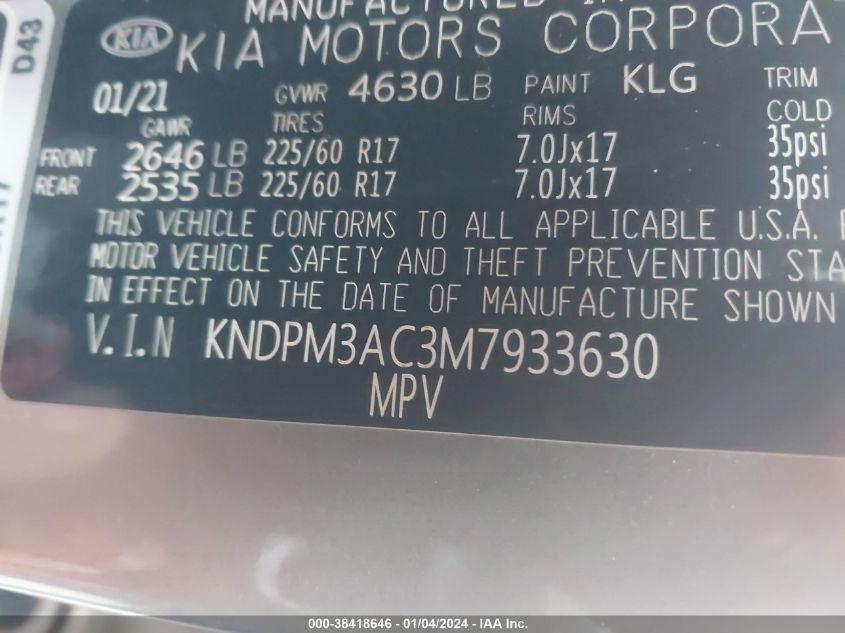 MANUFACTURED
KIA KIA MOTORS CORPORA
D43
01/21 GVWR 4630 LB PAINT KLG TRIM
GAWR TIRES RIMS COLD
FRONT 2646 LB 225/60 R17 7.0Jx17 35psi
REAR 2535 LB 225/60 R17 7.0Jx17 35psi
THIS VEHICLE CONFORMS TO ALL APPLICABLE U.S.A.
MOTOR VEHICLE SAFETY AND THEFT PREVENTION STA
IN EFFECT ON THE DATE OF MANUFACTURE SHOWN
V.I.N KNDPM3AC3M7933630
MPV
000-38418646 - 01/04/2024 - IAA Inc.